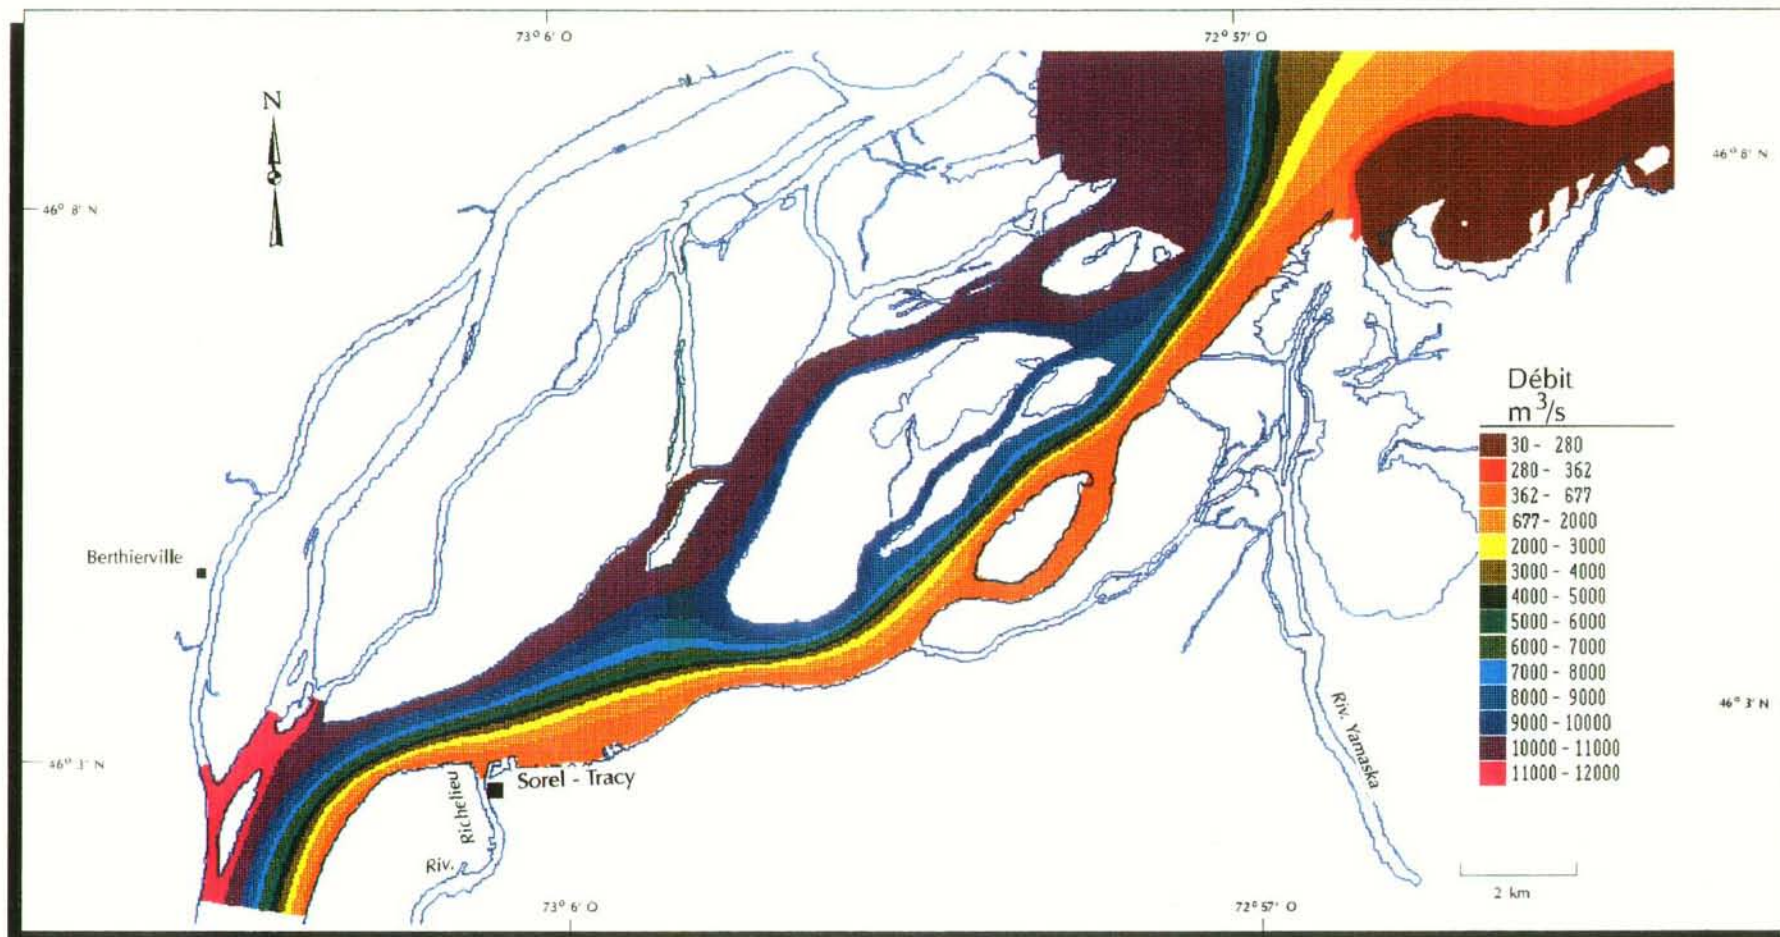 73° 6' O
72° 57' O
N
46° 8' N
46° 8' N
Débit
m³/s
30 - 280
280 - 362
362 - 677
677 - 2000
2000 - 3000
3000 - 4000
4000 - 5000
5000 - 6000
6000 - 7000
7000 - 8000
8000 - 9000
9000 - 10000
10000 - 11000
11000 - 12000
Berthierville
46° 3' N
46° 3' N
Sorel - Tracy
Riv. Richelieu
Riv. Yamaska
2 km
73° 6' O
72° 57' O